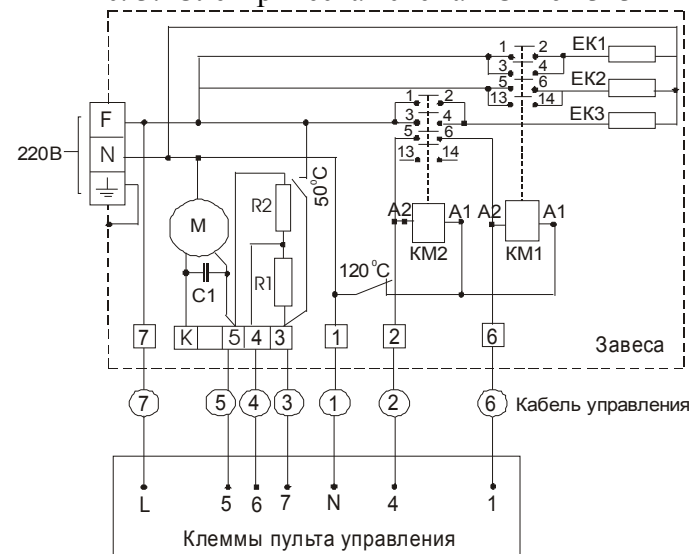 1 2 EK1
3 4
5 6 EK2
13 14
EK3
1 2
3 4
5 6
13 14
F
N
220В
50°C
R2
M
R1
C1
A2 A1
КМ2
A2 A1
КМ1
120°C
7 K 5 4 3 1 2 6
Завеса
7 5 4 3 1 2 6 Кабель управления
L 5 6 7 N 4 1
Клеммы пульта управления